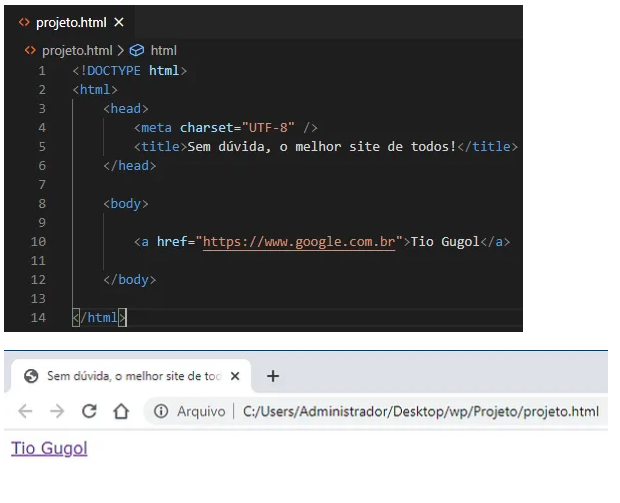 projeto.html
projeto.html > html
1 <!DOCTYPE html>
2 <html>
3 <head>
4 <meta charset="UTF-8" />
5 <title>Sem dúvida, o melhor site de todos!</title>
6 </head>
7
8 <body>
9
10 <a href="https://www.google.com.br">Tio Gugol</a>
11
12 </body>
13
14 </html>
Sem dúvida, o melhor site de tod
Arquivo | C:/Users/Administrador/Desktop/wp/Projeto/projeto.html
Tio Gugol